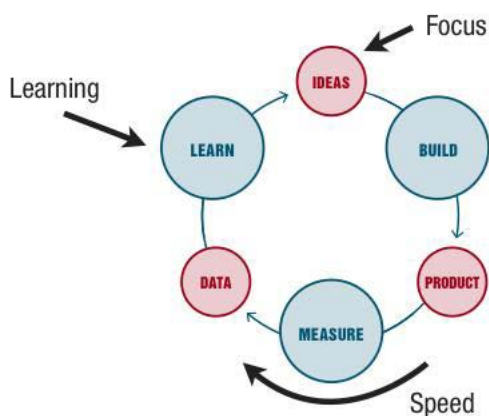 Focus
IDEAS
Learning
LEARN
BUILD
DATA
PRODUCT
MEASURE
Speed